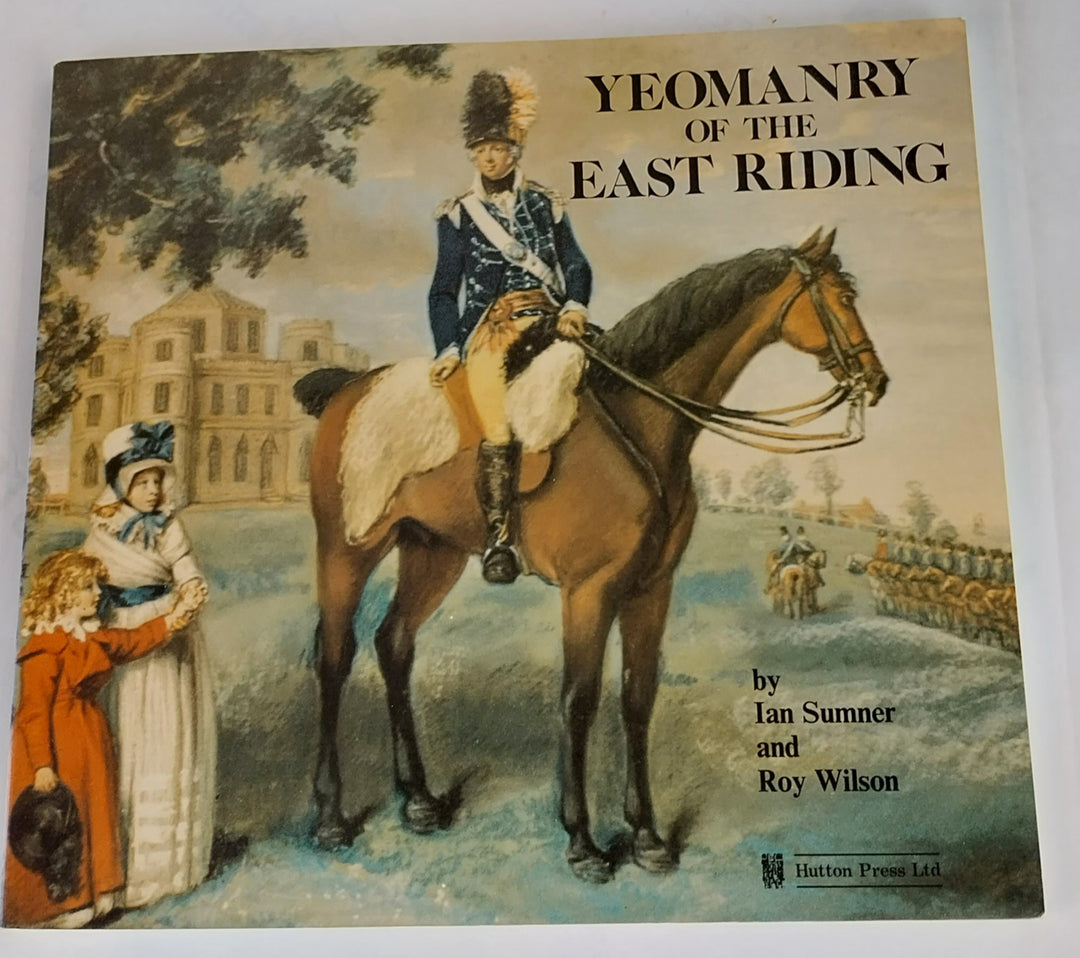 YEOMANRY
OF THE
EAST RIDING
by
Ian Sumner
and
Roy Wilson
Hutton Press Ltd